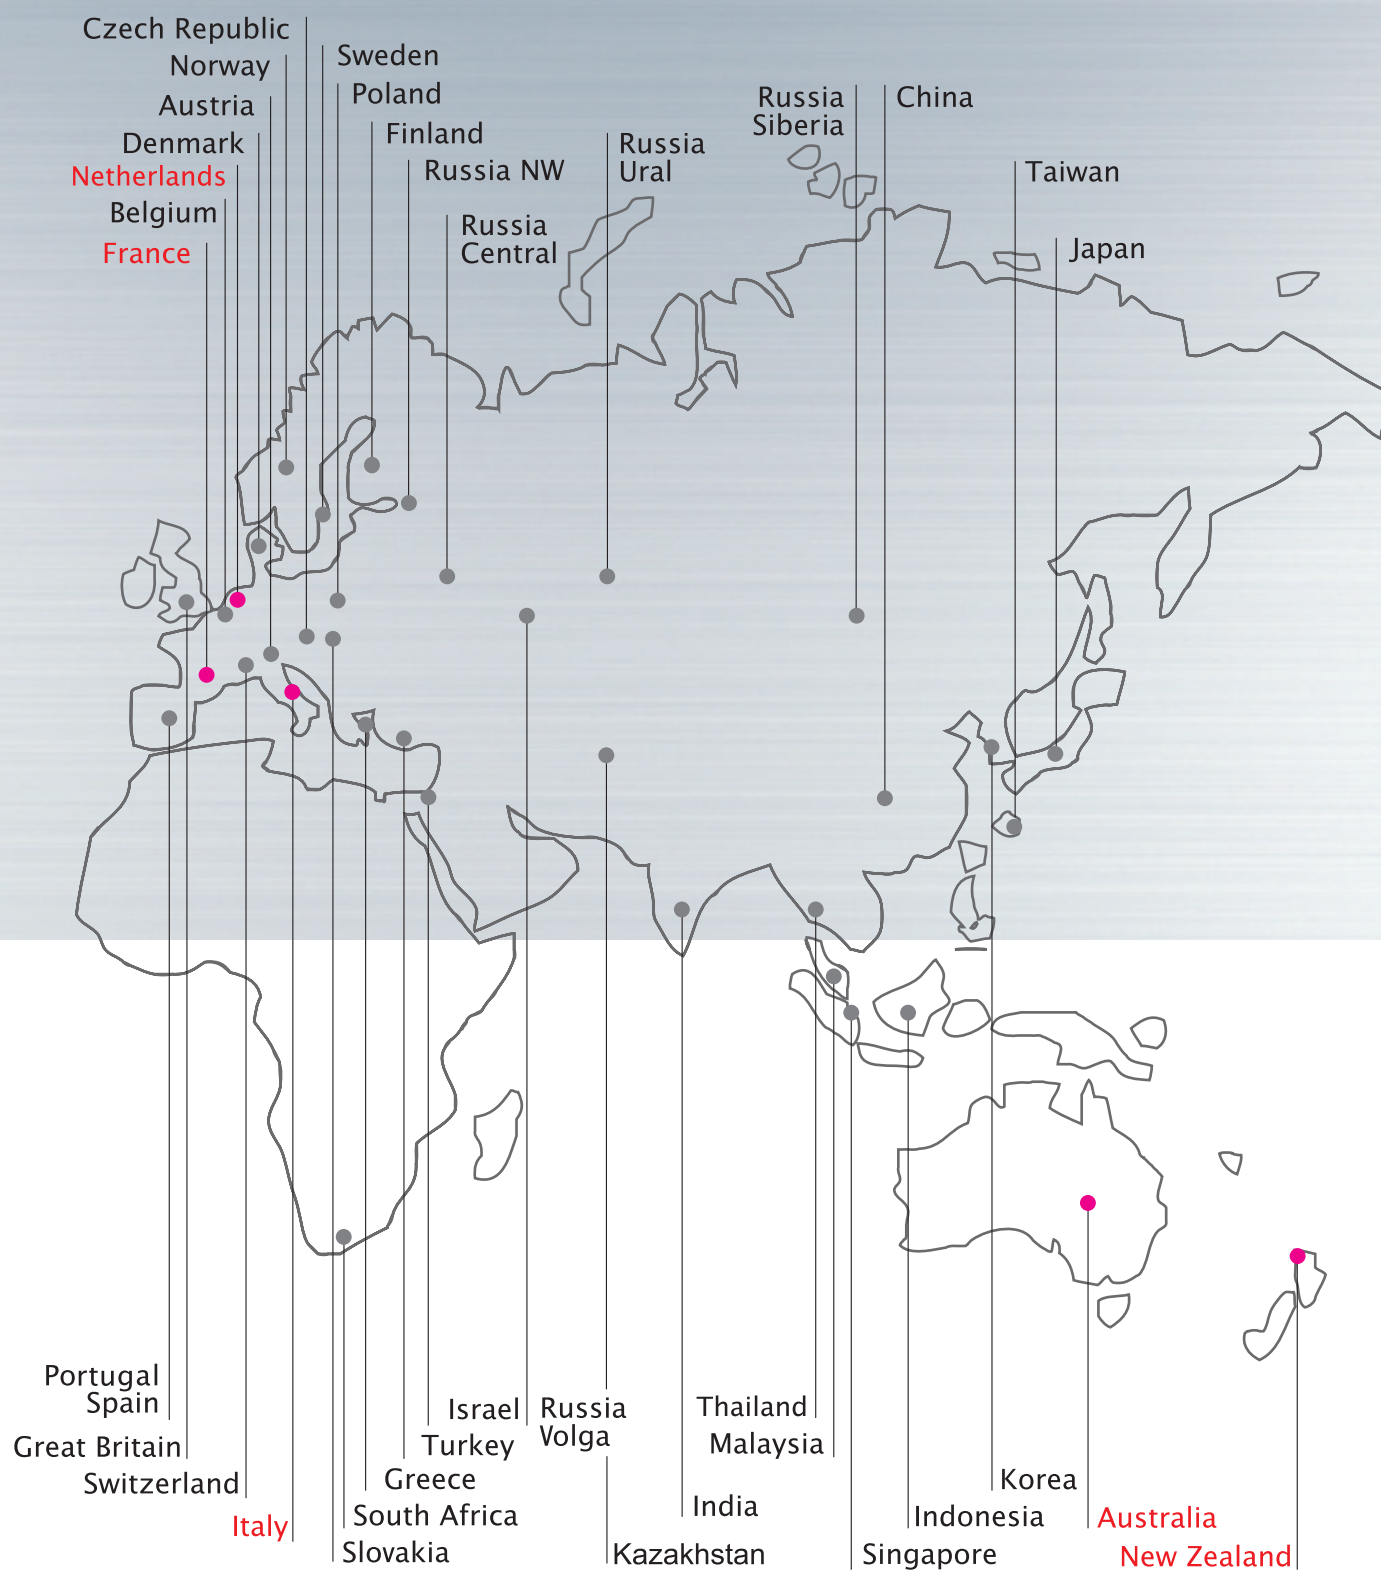 Czech Republic
Norway
Sweden
Austria
Poland
Denmark
Finland
Netherlands
Russia NW
Belgium
France
Russia
Central
Russia
Ural
Russia
Siberia
China
Taiwan
Japan
Portugal
Spain
Great Britain
Switzerland
Italy
Israel
Turkey
Greece
South Africa
Slovakia
Russia
Volga
Kazakhstan
India
Thailand
Malaysia
Korea
Indonesia
Singapore
Australia
New Zealand